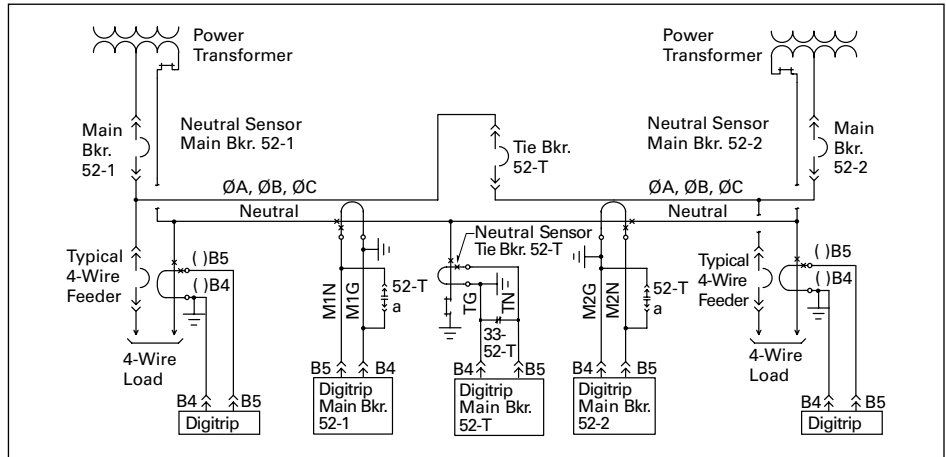 Power
Transformer
Power
Transformer
Main
Bkr.
52-1
Neutral Sensor
Main Bkr. 52-1
Tie Bkr.
52-T
Neutral Sensor
Main Bkr. 52-2
Main
Bkr.
52-2
ØA, ØB, ØC
ØA, ØB, ØC
Neutral
Neutral
Typical
4-Wire
Feeder
( )B5
( )B4
M1N
M1G
52-T
a
Neutral Sensor
Tie Bkr. 52-T
TG
TN
33-
52-T
M2G
M2N
52-T
a
Typical
4-Wire
Feeder
( )B5
( )B4
4-Wire
Load
4-Wire
Load
B5 B4
B4 B5
B4 B5
B4 B5
Digitrip
Digitrip
Main Bkr.
52-1
Digitrip
Main Bkr.
52-T
Digitrip
Main Bkr.
52-2
B4 B5
Digitrip